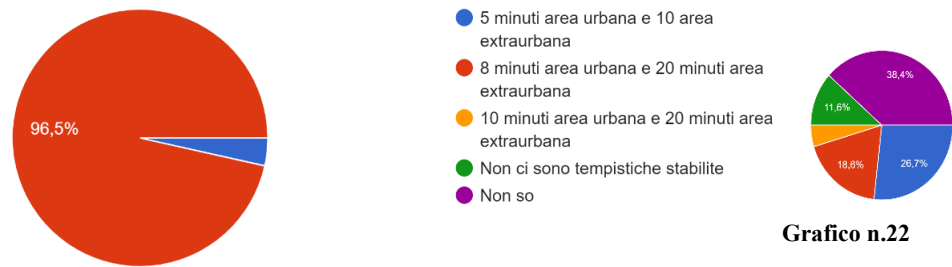 96,5%
5 minuti area urbana e 10 area
extraurbana
8 minuti area urbana e 20 minuti area
extraurbana
10 minuti area urbana e 20 minuti area
extraurbana
Non ci sono tempistiche stabilite
Non so
38,4%
11,6%
18,6%
26,7%
Grafico n.22